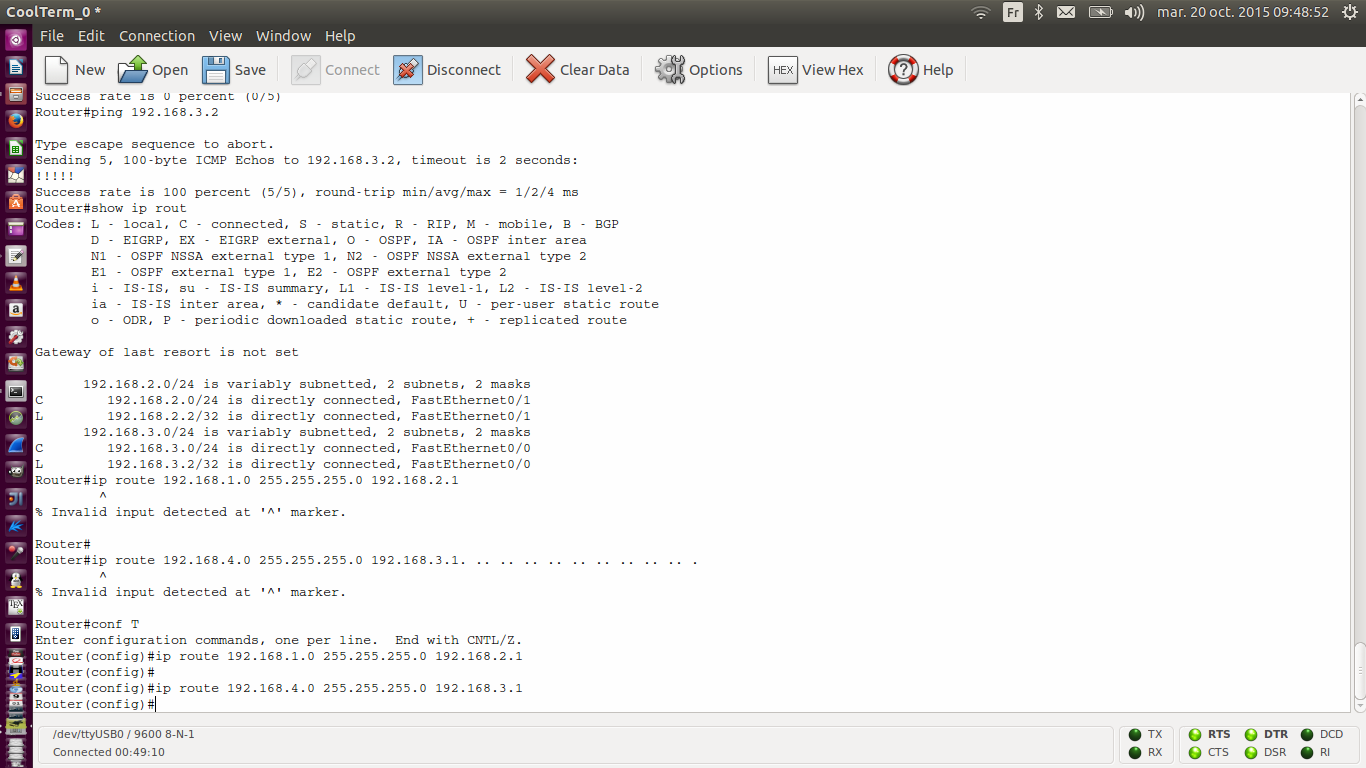 CoolTerm_0 *
Fr
mar. 20 oct. 2015 09:48:52
File Edit Connection View Window Help
New Open Save Connect Disconnect Clear Data Options HEX View Hex Help
Success rate is 0 percent (0/5)
Router#ping 192.168.3.2
Type escape sequence to abort.
Sending 5, 100-byte ICMP Echos to 192.168.3.2, timeout is 2 seconds:
!!!!!
Success rate is 100 percent (5/5), round-trip min/avg/max = 1/2/4 ms
Router#show ip rout
Codes: L - local, C - connected, S - static, R - RIP, M - mobile, B - BGP
D - EIGRP, EX - EIGRP external, O - OSPF, IA - OSPF inter area
N1 - OSPF NSSA external type 1, N2 - OSPF NSSA external type 2
E1 - OSPF external type 1, E2 - OSPF external type 2
i - IS-IS, su - IS-IS summary, L1 - IS-IS level-1, L2 - IS-IS level-2
ia - IS-IS inter area, * - candidate default, U - per-user static route
o - ODR, P - periodic downloaded static route, + - replicated route
Gateway of last resort is not set
192.168.2.0/24 is variably subnetted, 2 subnets, 2 masks
C 192.168.2.0/24 is directly connected, FastEthernet0/1
L 192.168.2.2/32 is directly connected, FastEthernet0/1
192.168.3.0/24 is variably subnetted, 2 subnets, 2 masks
C 192.168.3.0/24 is directly connected, FastEthernet0/0
L 192.168.3.2/32 is directly connected, FastEthernet0/0
Router#ip route 192.168.1.0 255.255.255.0 192.168.2.1
^
% Invalid input detected at '^' marker.
Router#
Router#ip route 192.168.4.0 255.255.255.0 192.168.3.1. .. .. .. .. .. .. .. .. .. .
^
% Invalid input detected at '^' marker.
Router#conf T
Enter configuration commands, one per line.  End with CNTL/Z.
Router(config)#ip route 192.168.1.0 255.255.255.0 192.168.2.1
Router(config)#
Router(config)#ip route 192.168.4.0 255.255.255.0 192.168.3.1
Router(config)#
/dev/ttyUSB0 / 9600 8-N-1
Connected 00:49:10
TX RTS DTR DCD
RX CTS DSR RI